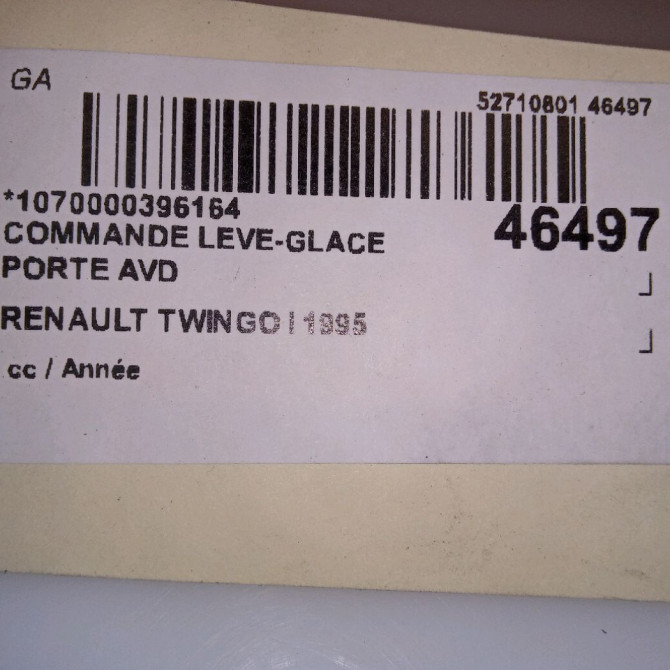 GA
52710801 46497
*1070000396164
46497
COMMANDE LEVE-GLACE
PORTE AVD
RENAULT TWINGO I 1995
cc / Année